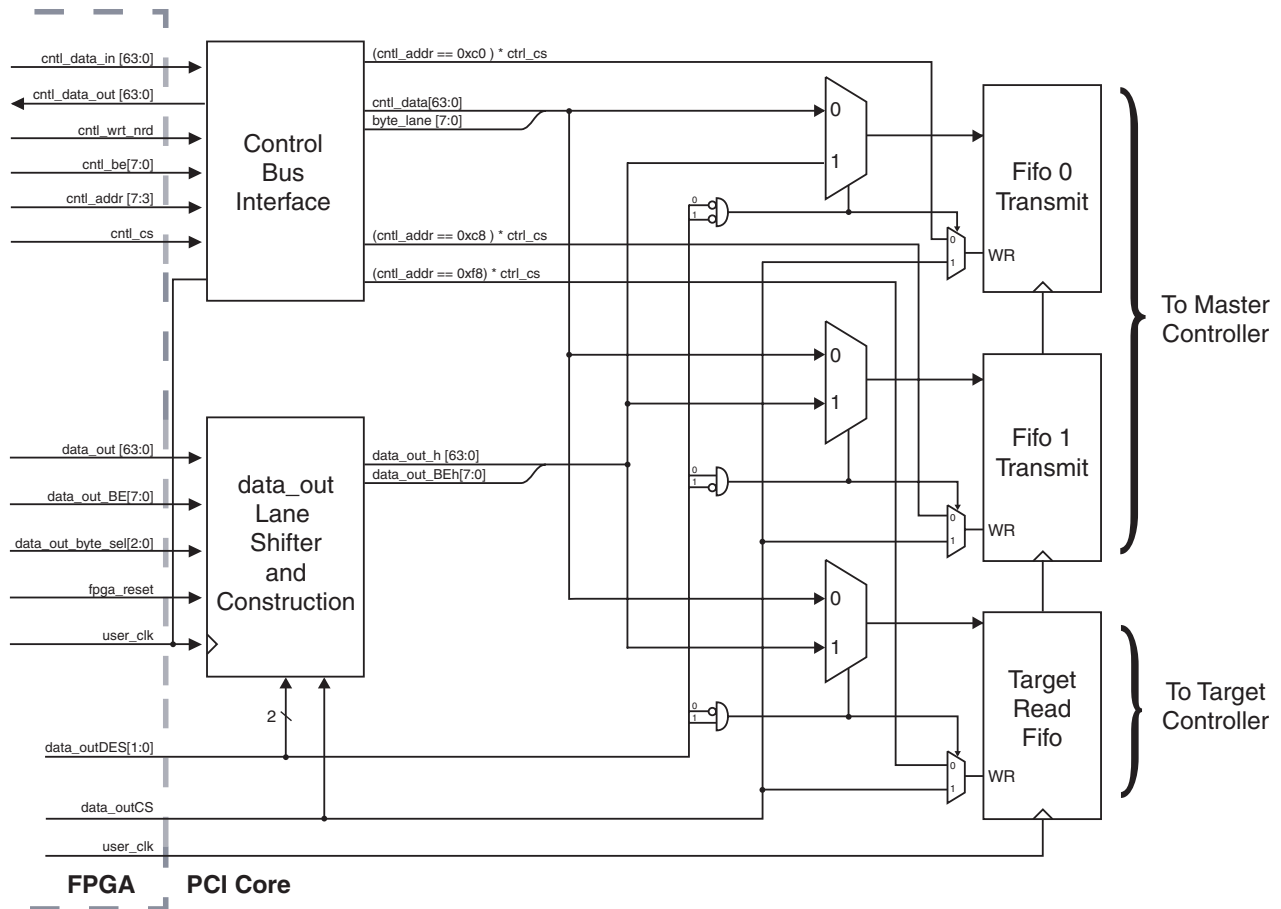 cntl_data_in [63:0]
cntl_data_out [63:0]
cntl_wrt_nrd
cntl_be[7:0]
cntl_addr [7:3]
cntl_cs
Control
Bus
Interface
(cntl_addr == 0xc0 ) * ctrl_cs
cntl_data[63:0]
byte_lane [7:0]
(cntl_addr == 0xc8 ) * ctrl_cs
(cntl_addr == 0xf8) * ctrl_cs
0
1
0
1
0
1
WR
Fifo 0
Transmit
To Master
Controller
data_out [63:0]
data_out_BE[7:0]
data_out_byte_sel[2:0]
fpga_reset
user_clk
data_out
Lane
Shifter
and
Construction
data_out_h [63:0]
data_out_BEh[7:0]
0
1
0
1
0
1
WR
Fifo 1
Transmit
0
1
0
1
0
1
WR
Target
Read
Fifo
To Target
Controller
2
data_outDES[1:0]
data_outCS
user_clk
FPGA
PCI Core